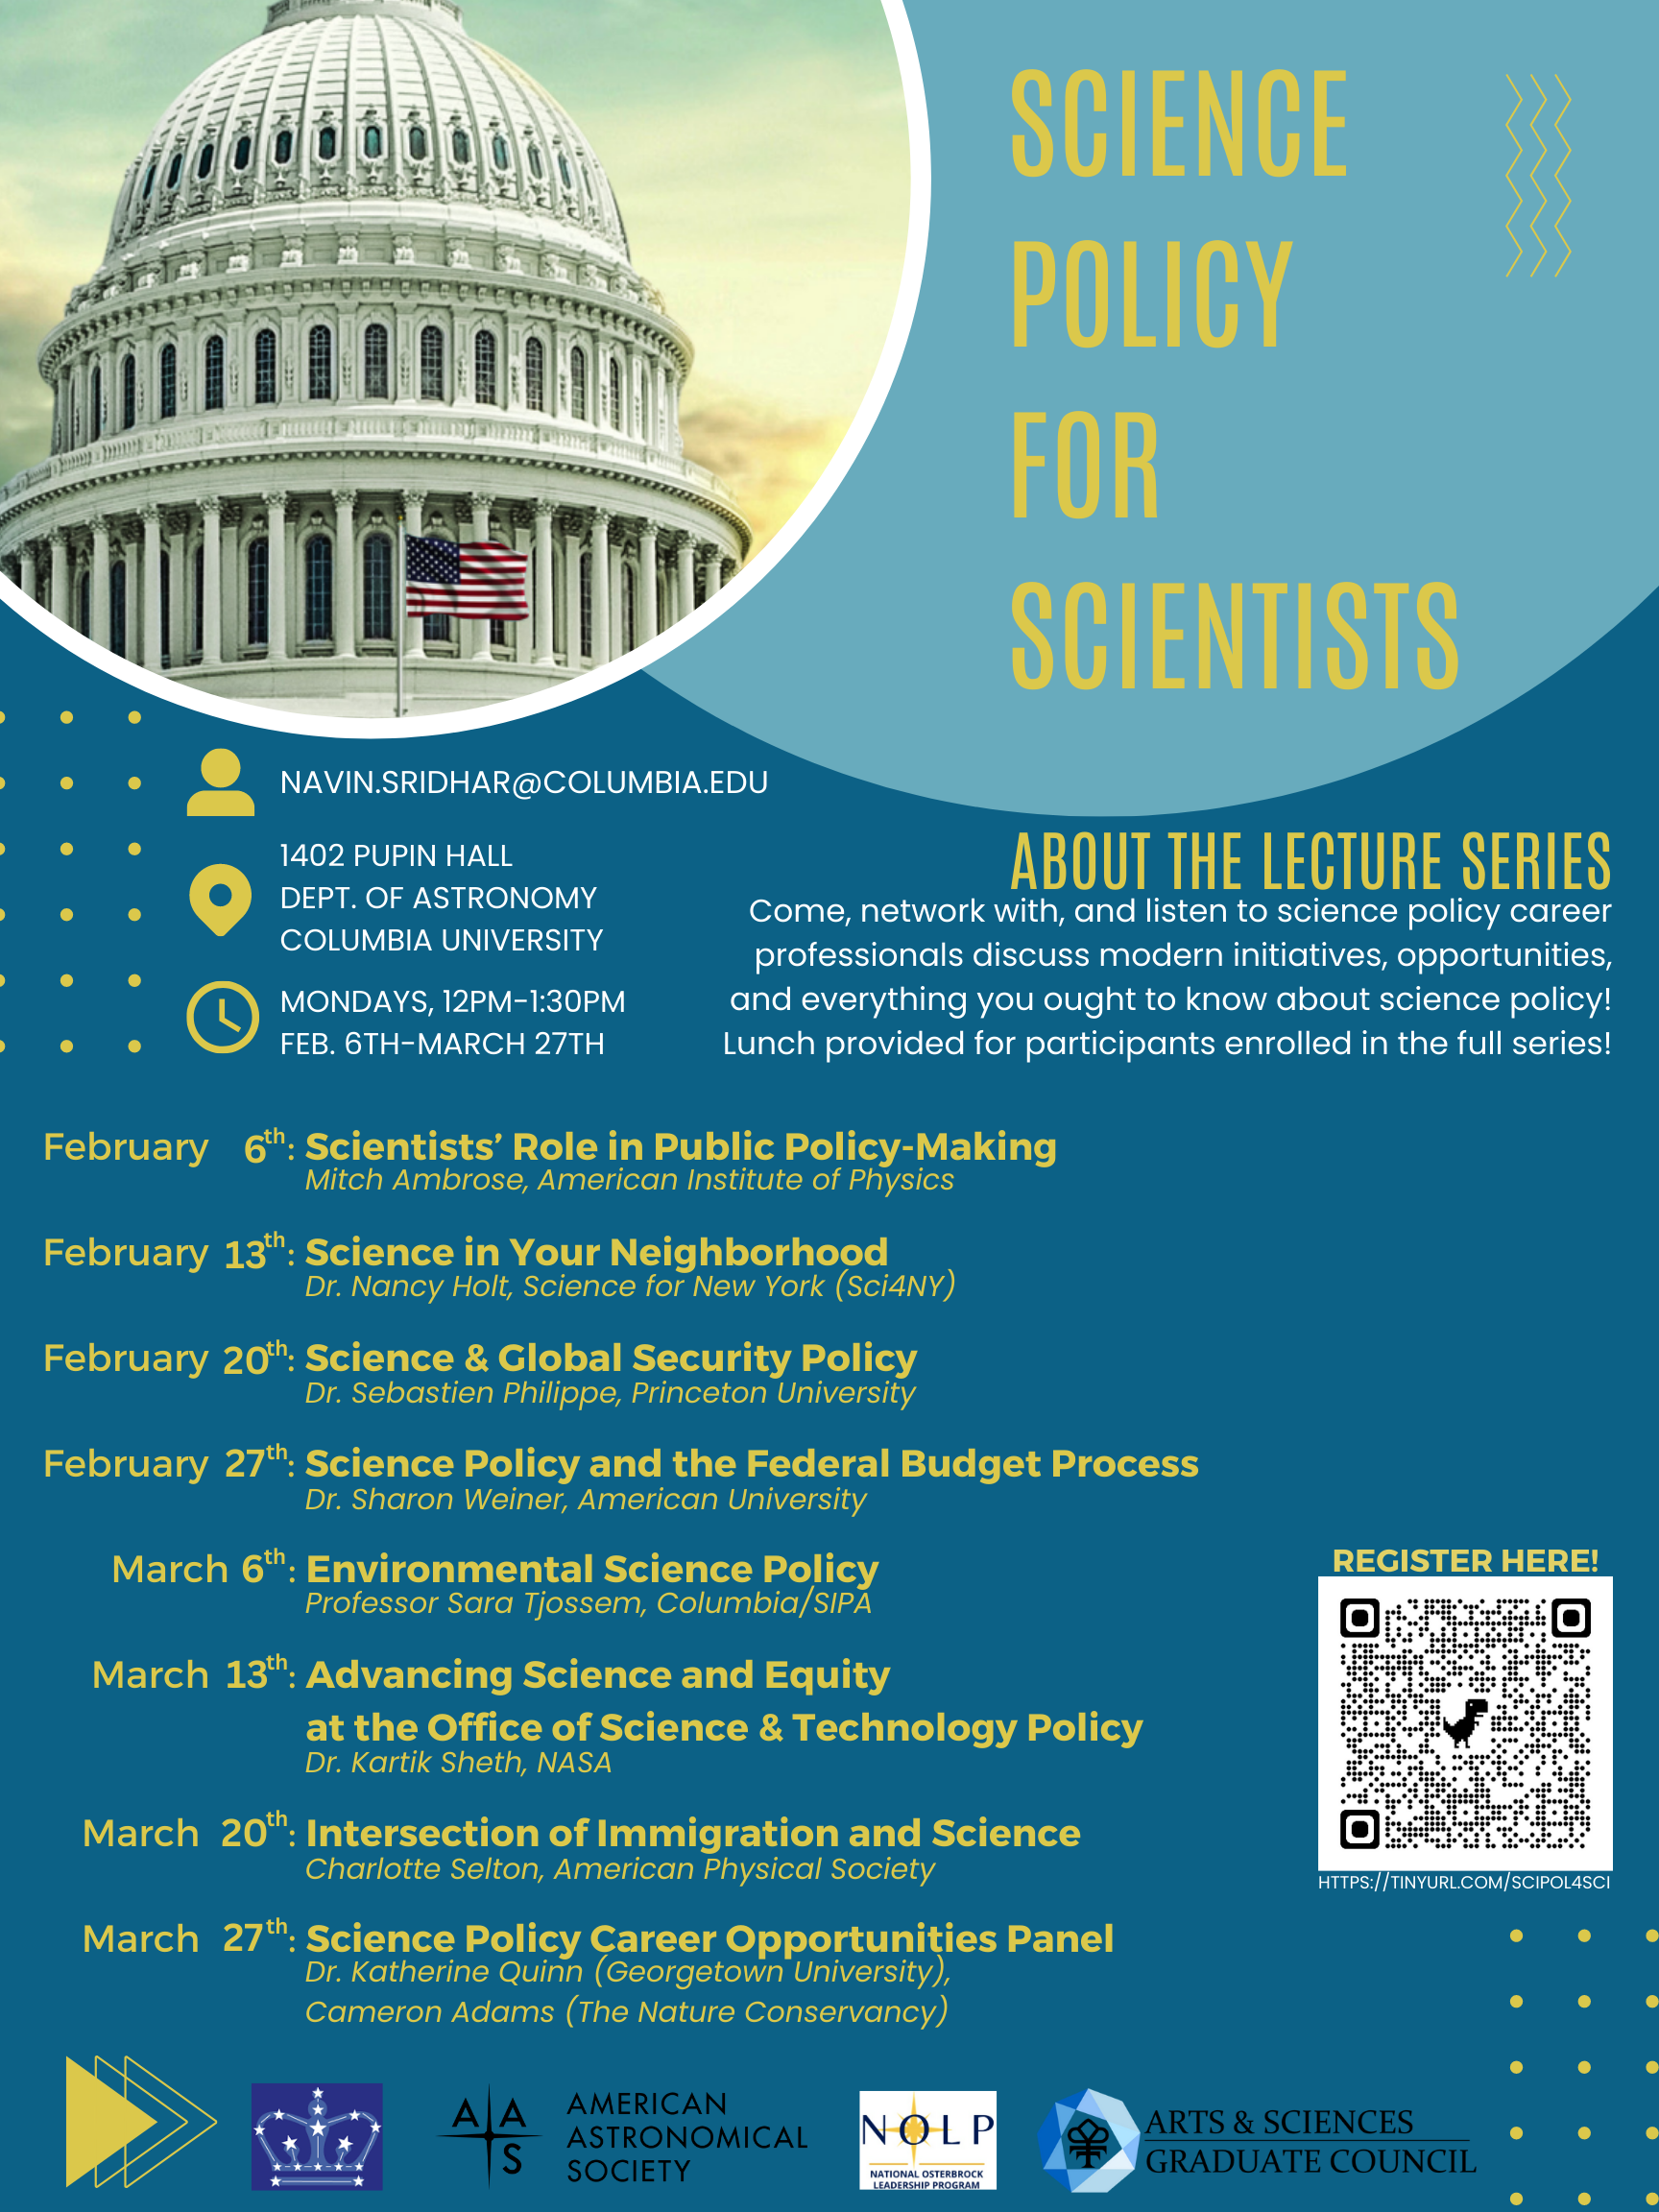 SCIENCE
POLICY
FOR
SCIENTISTS
NAVIN.SRIDHAR@COLUMBIA.EDU
1402 PUPIN HALL
DEPT. OF ASTRONOMY
COLUMBIA UNIVERSITY
MONDAYS, 12PM-1:30PM
FEB. 6TH-MARCH 27TH
ABOUT THE LECTURE SERIES
Come, network with, and listen to science policy career
professionals discuss modern initiatives, opportunities,
and everything you ought to know about science policy!
Lunch provided for participants enrolled in the full series!
February 6th: Scientists’ Role in Public Policy-Making
Mitch Ambrose, American Institute of Physics
February 13th: Science in Your Neighborhood
Dr. Nancy Holt, Science for New York (Sci4NY)
February 20th: Science & Global Security Policy
Dr. Sebastien Philippe, Princeton University
February 27th: Science Policy and the Federal Budget Process
Dr. Sharon Weiner, American University
March 6th: Environmental Science Policy
Professor Sara Tjossem, Columbia/SIPA
March 13th: Advancing Science and Equity
at the Office of Science & Technology Policy
Dr. Kartik Sheth, NASA
March 20th: Intersection of Immigration and Science
Charlotte Selton, American Physical Society
March 27th: Science Policy Career Opportunities Panel
Dr. Katherine Quinn (Georgetown University),
Cameron Adams (The Nature Conservancy)
REGISTER HERE!
HTTPS://TINYURL.COM/SCIPOL4SCI
AAS
AMERICAN
ASTRONOMICAL
SOCIETY
NOLP
NATIONAL OSTERBROCK
LEADERSHIP PROGRAM
ARTS & SCIENCES
GRADUATE COUNCIL